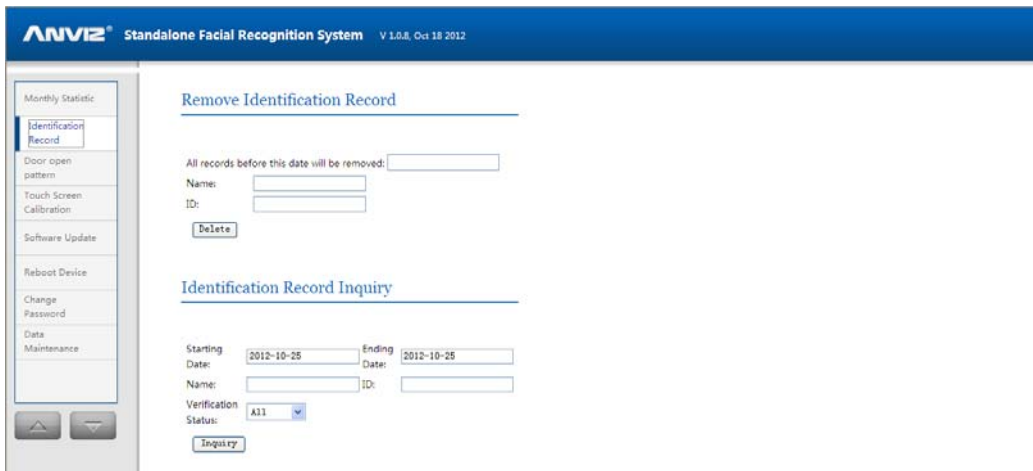 ANVIZ® Standalone Facial Recognition System V 1.0.8, Oct 18 2012
Monthly Statistic
Identification
Record
Door open
pattern
Touch Screen
Calibration
Software Update
Reboot Device
Change
Password
Data
Maintenance
Remove Identification Record
All records before this date will be removed:
Name:
ID:
Delete
Identification Record Inquiry
Starting
Date:
2012-10-25
Ending
Date:
2012-10-25
Name:
ID:
Verification
Status:
All
Inquiry